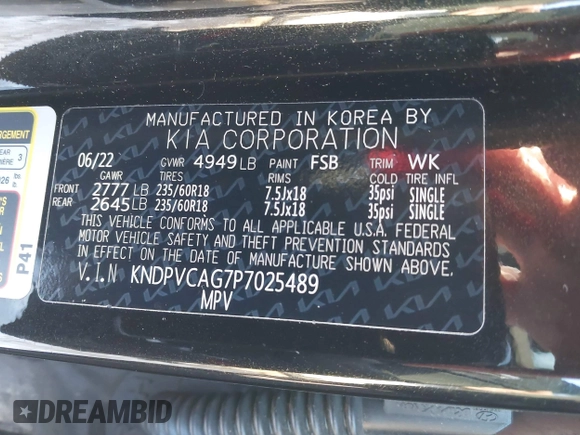 MANUFACTURED IN KOREA BY
KIA CORPORATION
06/22 GVWR 4949 LB PAINT FSB TRIM WK
GAWR TIRES RIMS COLD TIRE INFL
FRONT 2777 LB 235/60R18 7.5Jx18 35psi SINGLE
REAR 2645 LB 235/60R18 7.5Jx18 35psi SINGLE
THIS VEHICLE CONFORMS TO ALL APPLICABLE U.S.A. FEDERAL
MOTOR VEHICLE SAFETY AND THEFT PREVENTION STANDARDS
IN EFFECT ON THE DATE OF MANUFACTURE SHOWN ABOVE.
V.I.N KNDPVCAG7P7025489
MPV
P41
DREAMBID